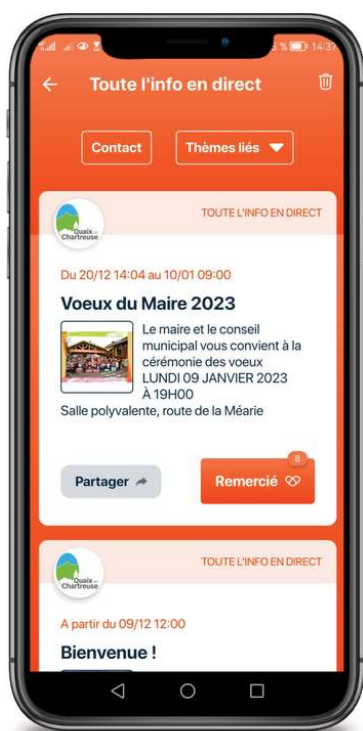 14:37
Toute l'info en direct
Contact
Thèmes liés
Quaix en
Chartreuse
TOUTE L'INFO EN DIRECT
Du 20/12 14:04 au 10/01 09:00
Voeux du Maire 2023
Le maire et le conseil
municipal vous convient à la
cérémonie des voeux
LUNDI 09 JANVIER 2023
À 19H00
Salle polyvalente, route de la Méarie
Partager
8
Remercié
Quaix en
Chartreuse
TOUTE L'INFO EN DIRECT
A partir du 09/12 12:00
Bienvenue !